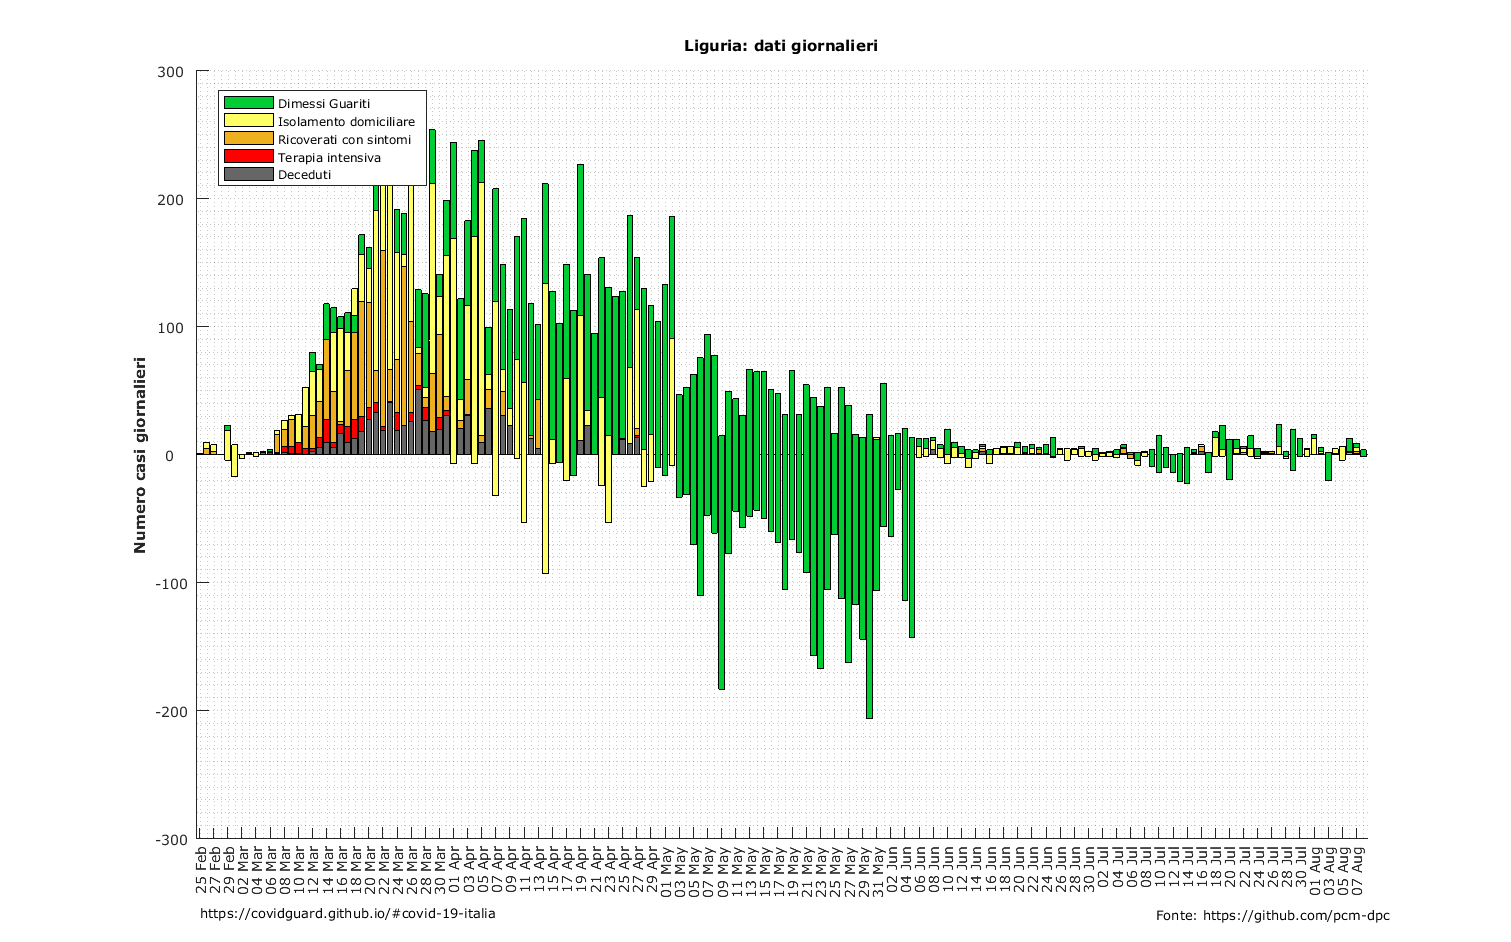 Liguria: dati giornalieri
300
200
100
0
-100
-200
-300
Numero casi giornalieri
Dimessi Guariti
Isolamento domiciliare
Ricoverati con sintomi
Terapia intensiva
Deceduti
25 Feb
27 Feb
29 Feb
02 Mar
04 Mar
06 Mar
08 Mar
10 Mar
12 Mar
14 Mar
16 Mar
18 Mar
20 Mar
22 Mar
24 Mar
26 Mar
28 Mar
30 Mar
01 Apr
03 Apr
05 Apr
07 Apr
09 Apr
11 Apr
13 Apr
15 Apr
17 Apr
19 Apr
21 Apr
23 Apr
25 Apr
27 Apr
29 Apr
01 May
03 May
05 May
07 May
09 May
11 May
13 May
15 May
17 May
19 May
21 May
23 May
25 May
27 May
29 May
31 May
02 Jun
04 Jun
06 Jun
08 Jun
10 Jun
12 Jun
14 Jun
16 Jun
18 Jun
20 Jun
22 Jun
24 Jun
26 Jun
28 Jun
30 Jun
02 Jul
04 Jul
06 Jul
08 Jul
10 Jul
12 Jul
14 Jul
16 Jul
18 Jul
20 Jul
22 Jul
24 Jul
26 Jul
28 Jul
30 Jul
01 Aug
03 Aug
05 Aug
07 Aug
https://covidguard.github.io/#covid-19-italia
Fonte: https://github.com/pcm-dpc